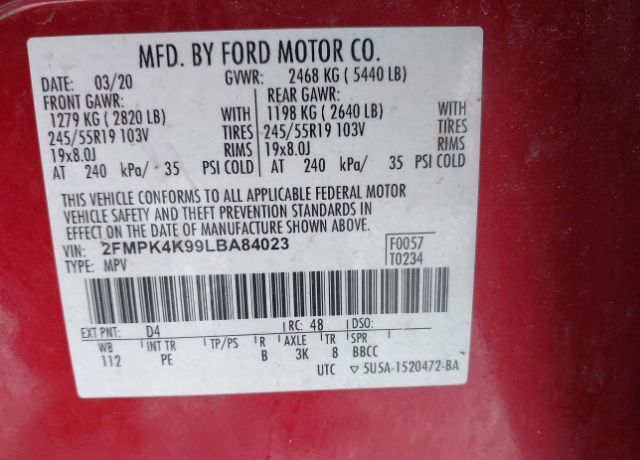 MFD. BY FORD MOTOR CO.
DATE: 03/20 GVWR: 2468 KG ( 5440 LB)
FRONT GAWR: REAR GAWR:
1279 KG ( 2820 LB) WITH 1198 KG ( 2640 LB) WITH
245/55R19 103V TIRES 245/55R19 103V TIRES
19x8.0J RIMS 19x8.0J RIMS
AT 240 kPa/ 35 PSI COLD AT 240 kPa/ 35 PSI COLD
THIS VEHICLE CONFORMS TO ALL APPLICABLE FEDERAL MOTOR
VEHICLE SAFETY AND THEFT PREVENTION STANDARDS IN
EFFECT ON THE DATE OF MANUFACTURE SHOWN ABOVE.
VIN: 2FMPK4K99LBA84023 F0057
TYPE: MPV T0234
EXT PNT: D4 RC: 48 DSO:
WB INT TR TP/PS R AXLE TR SPR
112 PE B 3K 8 BBCC
UTC ▽ 5U5A-1520472-BA